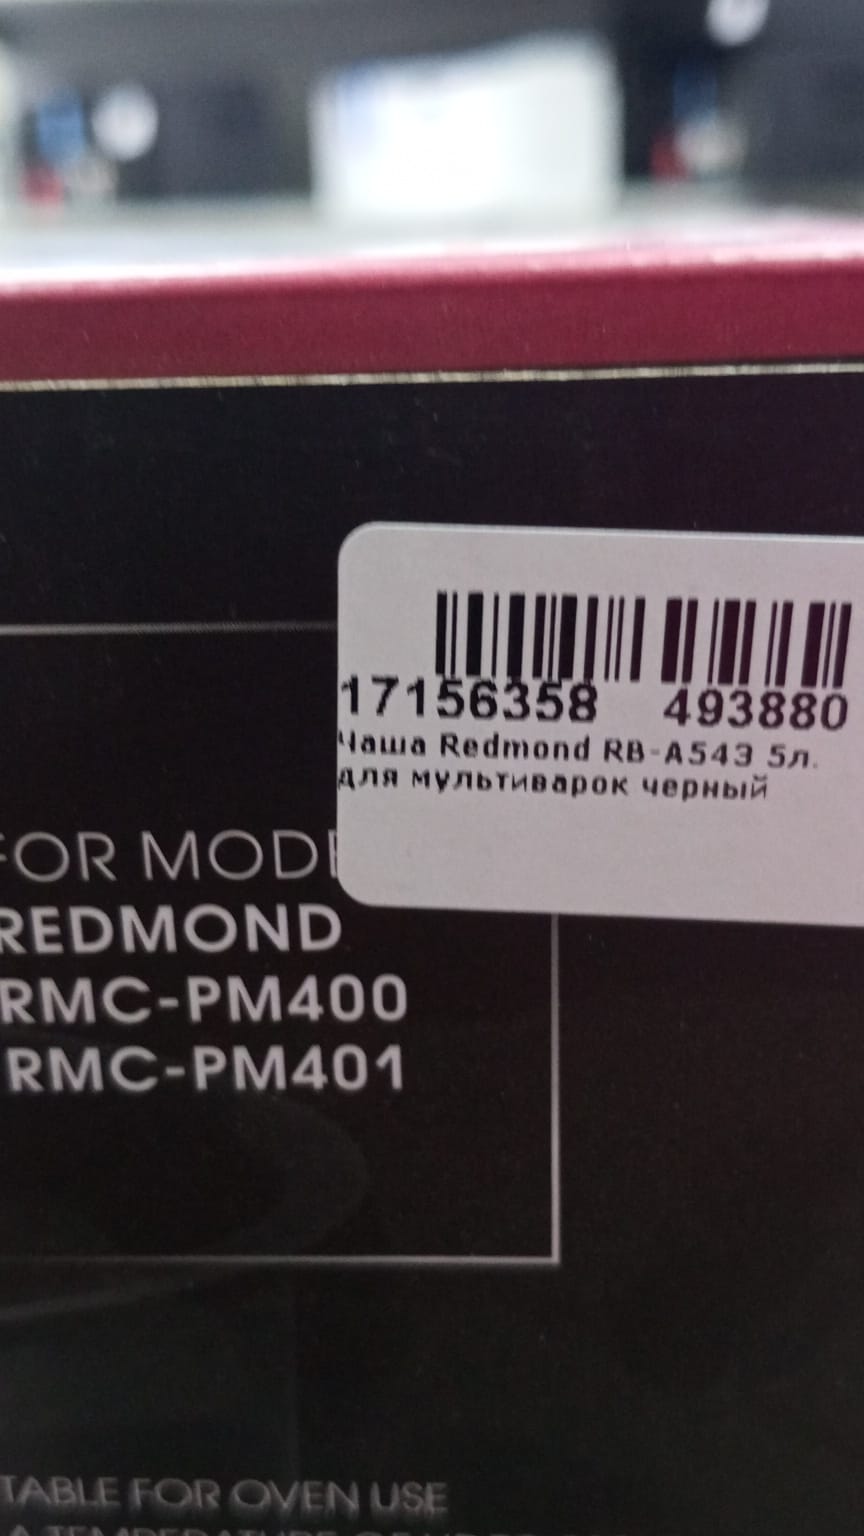 17156358 493880
Чаша Redmond RB-A543 5л.
для мультиварок черный
FOR MODE
REDMOND
RMC-PM400
RMC-PM401
TABLE FOR OVEN USE